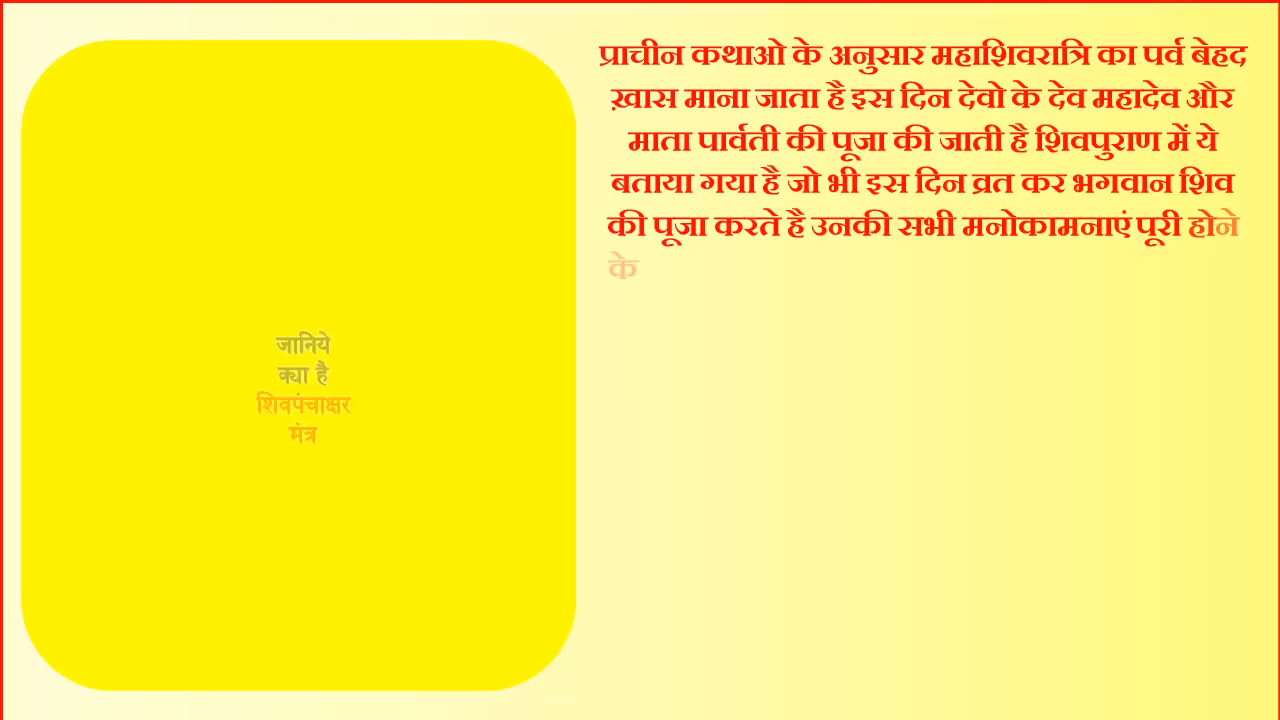 जानिये
क्या है
शिवपंचाक्षर
मंत्र
प्राचीन कथाओ के अनुसार महाशिवरात्रि का पर्व बेहद
ख़ास माना जाता है इस दिन देवो के देव महादेव और
माता पार्वती की पूजा की जाती है शिवपुराण में ये
बताया गया है जो भी इस दिन व्रत कर भगवान शिव
की पूजा करते है उनकी सभी मनोकामनाएं पूरी होने
के